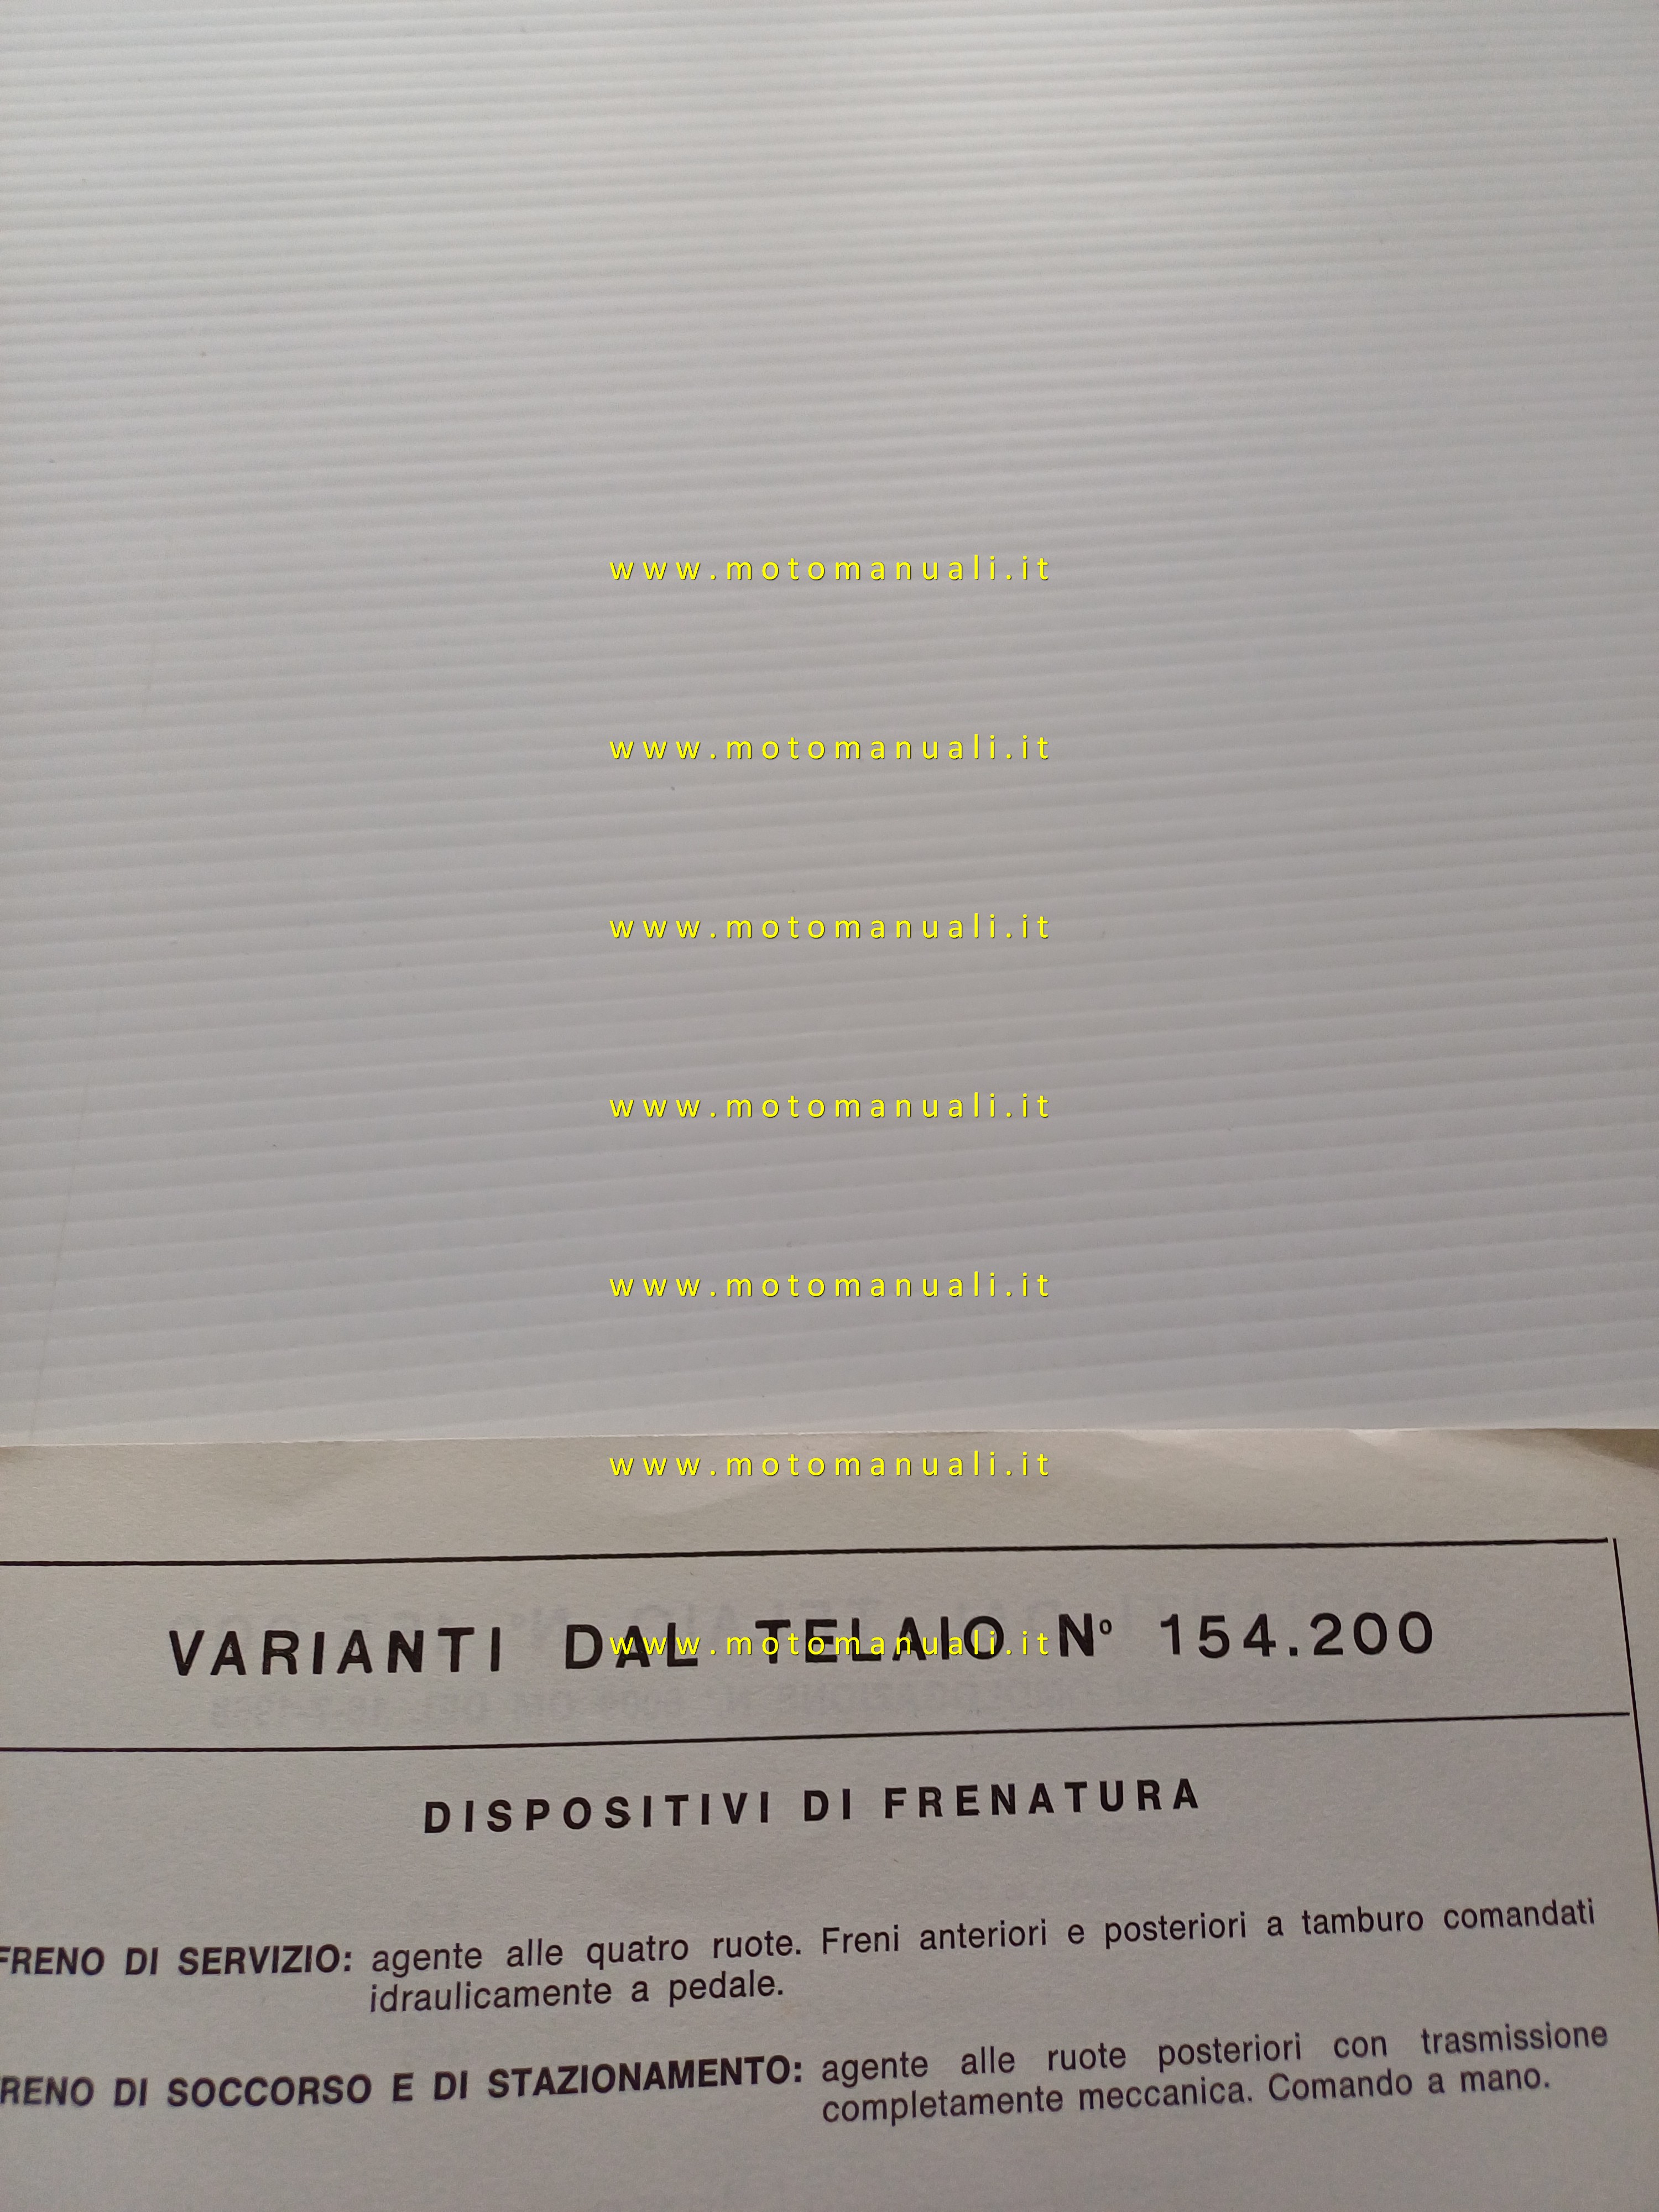 www.motomanuali.it
www.motomanuali.it
www.motomanuali.it
www.motomanuali.it
www.motomanuali.it
www.motomanuali.it
VARIANTI DAL TELAIO Nº 154.200
www.motomanuali.it
DISPOSITIVI DI FRENATURA
FRENO DI SERVIZIO: agente alle quatro ruote. Freni anteriori e posteriori a tamburo comandati
idraulicamente a pedale.
RENO DI SOCCORSO E DI STAZIONAMENTO: agente alle ruote posteriori con trasmissione
completamente meccanica. Comando a mano.